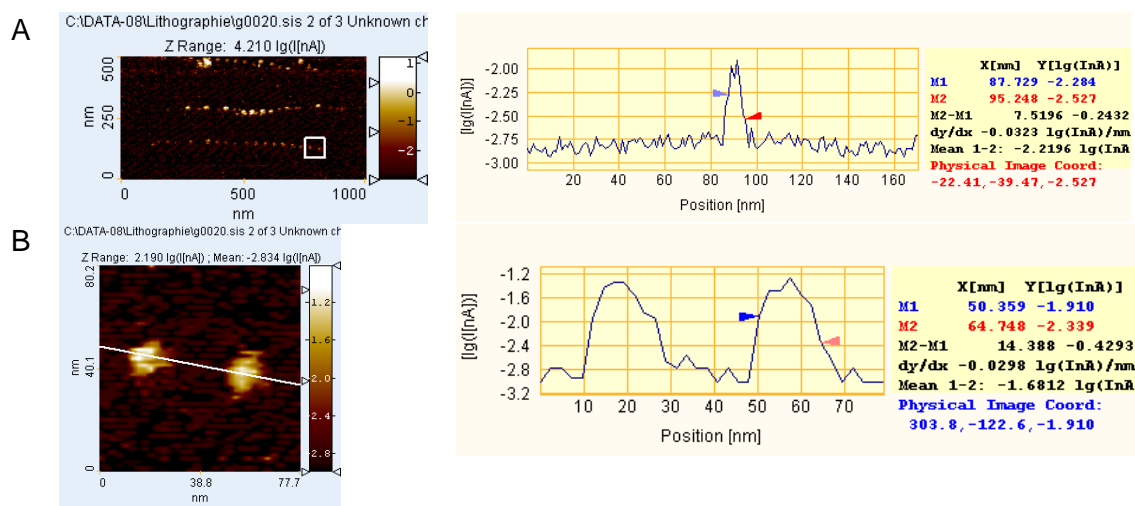 A
C:\DATA-08\Lithographie\g0020.sis 2 of 3 Unknown ch
Z Range: 4.210 lg(I[nA])
500
250
0
nm
0
500
1000
nm
1
0
-1
-3
[lg(I[nA])]
-2.00
-2.25
-2.50
-2.75
-3.00
20 40 60 80 100 120 140 160
Position [nm]
X[nm] Y[lg(InA)]
M1 87.729 -2.284
M2 95.248 -2.527
M2-M1 7.5196 -0.2432
dy/dx -0.0323 lg(InA)/nm
Mean 1-2: -2.2196 lg(InA
Physical Image Coord:
-22.41,-39.47,-2.527
B
C:\DATA-08\Lithographie\g0020.sis 2 of 3 Unknown ch
Z Range: 2.190 lg(I[nA]) ; Mean: -2.834 lg(I[nA])
80.2
40.1
0
nm
0 38.8 77.7
nm
-1.2
-1.6
-2.0
-2.4
-2.8
[lg(I[nA])]
-1.2
-1.6
-2.0
-2.4
-2.8
-3.2
10 20 30 40 50 60 70
Position [nm]
X[nm] Y[lg(InA)]
M1 50.359 -1.910
M2 64.748 -2.339
M2-M1 14.388 -0.4293
dy/dx -0.0298 lg(InA)/nm
Mean 1-2: -1.6812 lg(InA
Physical Image Coord:
303.8,-122.6,-1.910